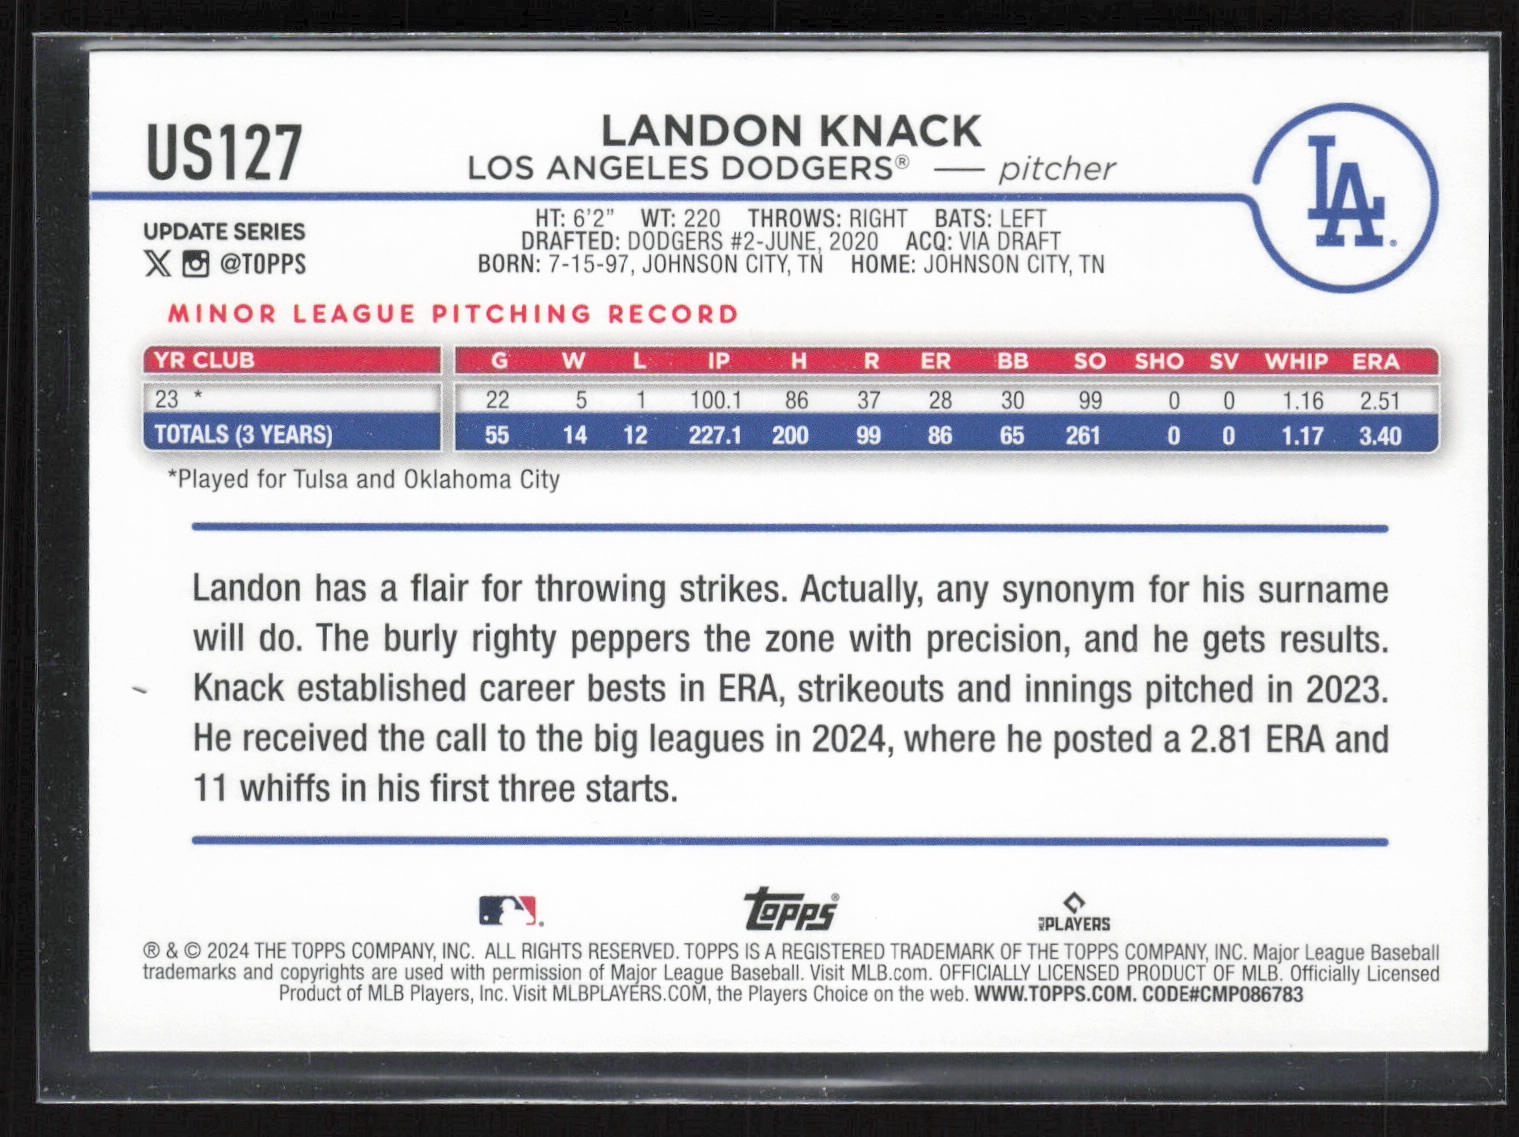 US127
LANDON KNACK
LOS ANGELES DODGERS® — pitcher
LA
UPDATE SERIES
X @TOPPS
HT: 6'2" WT: 220 THROWS: RIGHT BATS: LEFT
DRAFTED: DODGERS #2-JUNE, 2020 ACQ: VIA DRAFT
BORN: 7-15-97, JOHNSON CITY, TN HOME: JOHNSON CITY, TN
MINOR LEAGUE PITCHING RECORD
YR CLUB G W L IP H R ER BB SO SHO SV WHIP ERA
23 * 22 5 1 100.1 86 37 28 30 99 0 0 1.16 2.51
TOTALS (3 YEARS) 55 14 12 227.1 200 99 86 65 261 0 0 1.17 3.40
*Played for Tulsa and Oklahoma City
Landon has a flair for throwing strikes. Actually, any synonym for his surname
will do. The burly righty peppers the zone with precision, and he gets results.
Knack established career bests in ERA, strikeouts and innings pitched in 2023.
He received the call to the big leagues in 2024, where he posted a 2.81 ERA and
11 whiffs in his first three starts.
Topps®
PLAYERS
® & © 2024 THE TOPPS COMPANY, INC. ALL RIGHTS RESERVED. TOPPS IS A REGISTERED TRADEMARK OF THE TOPPS COMPANY, INC. Major League Baseball
trademarks and copyrights are used with permission of Major League Baseball. Visit MLB.com. OFFICIALLY LICENSED PRODUCT OF MLB. Officially Licensed
Product of MLB Players, Inc. Visit MLBPLAYERS.COM, the Players Choice on the web. WWW.TOPPS.COM. CODE#CMP086783